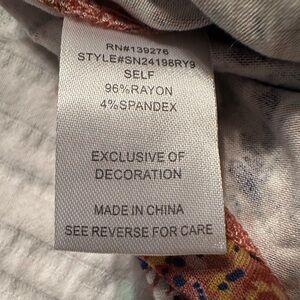 RN#139276
STYLE#SN24198RY9
SELF
96%RAYON
4%SPANDEX
EXCLUSIVE OF
DECORATION
MADE IN CHINA
SEE REVERSE FOR CARE